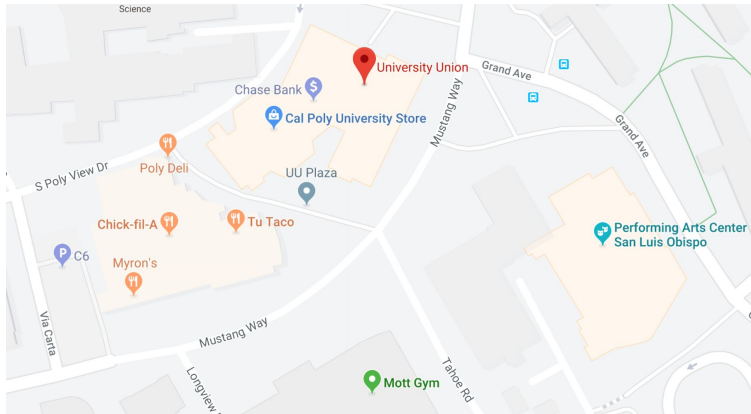 Science
University Union
Grand Ave
Chase Bank
Cal Poly University Store
Mustang Way
Grand Ave
Poly Deli
S Poly View Dr
UU Plaza
Chick-fil-A
Tu Taco
Performing Arts Center
San Luis Obispo
P
C6
Myron's
Via Carta
Mustang Way
Longview
Tahoe Rd
Mott Gym